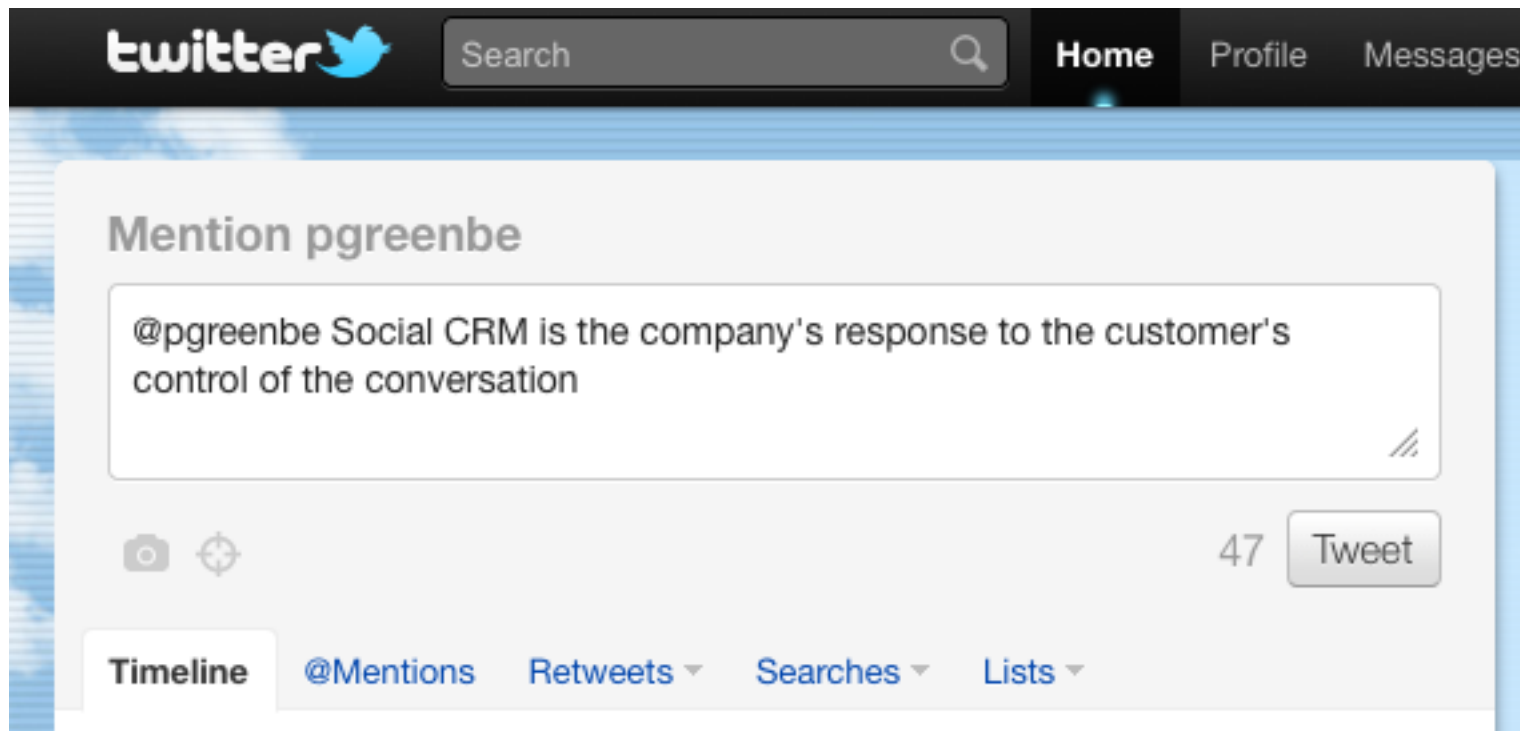 twitter Search Home Profile Messages
Mention pgreenbe
@pgreenbe Social CRM is the company's response to the customer's
control of the conversation
47 Tweet
Timeline @Mentions Retweets Searches Lists